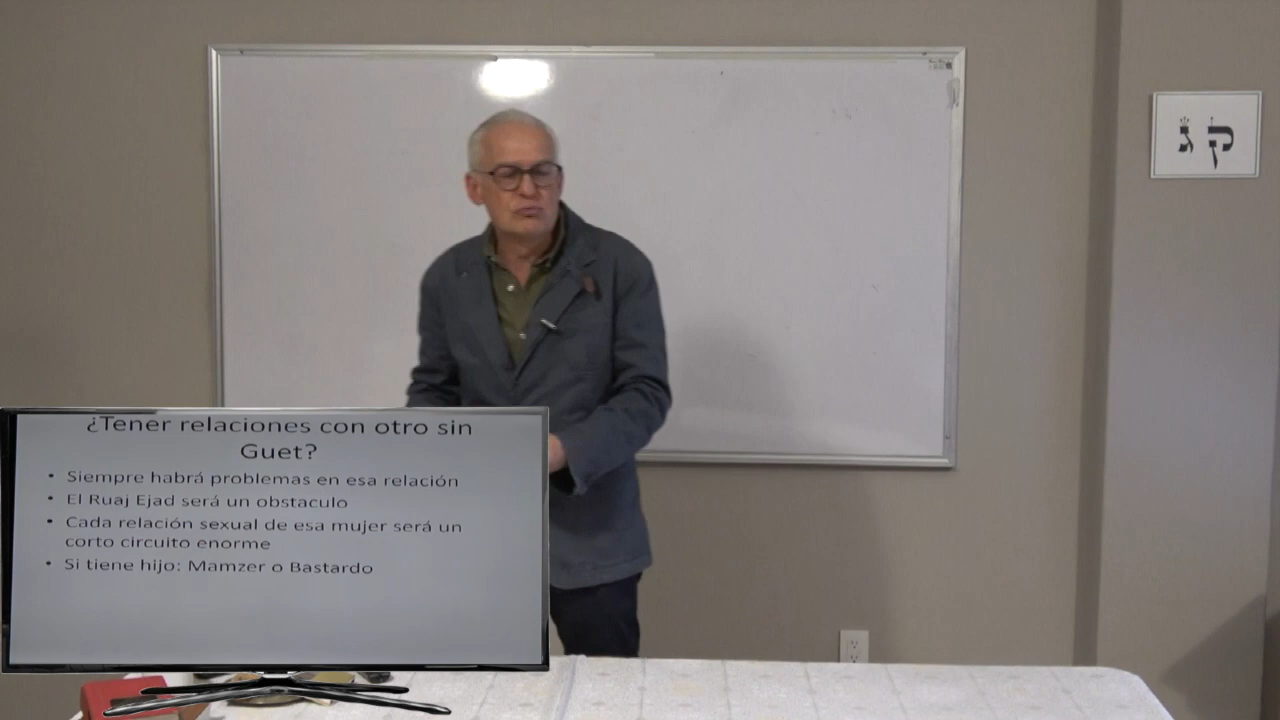 ¿Tener relaciones con otro sin
Guet?
• Siempre habrá problemas en esa relación
• El Ruaj Ejad será un obstaculo
• Cada relación sexual de esa mujer será un
corto circuito enorme
• Si tiene hijo: Mamzer o Bastardo
ק ג